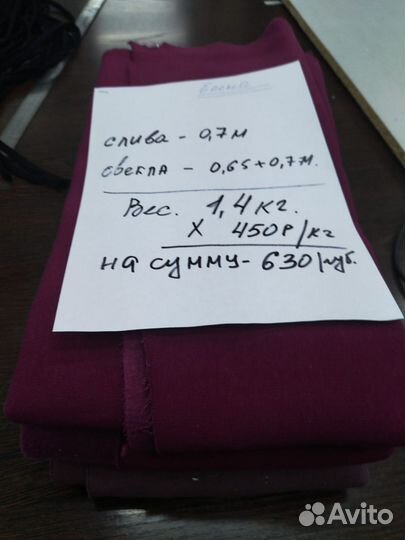 слива - 0,7м
свекла - 0,65+0,7м.
Вес. 1,4кг.
х 450р/кг
на сумму - 630 руб.
Avito